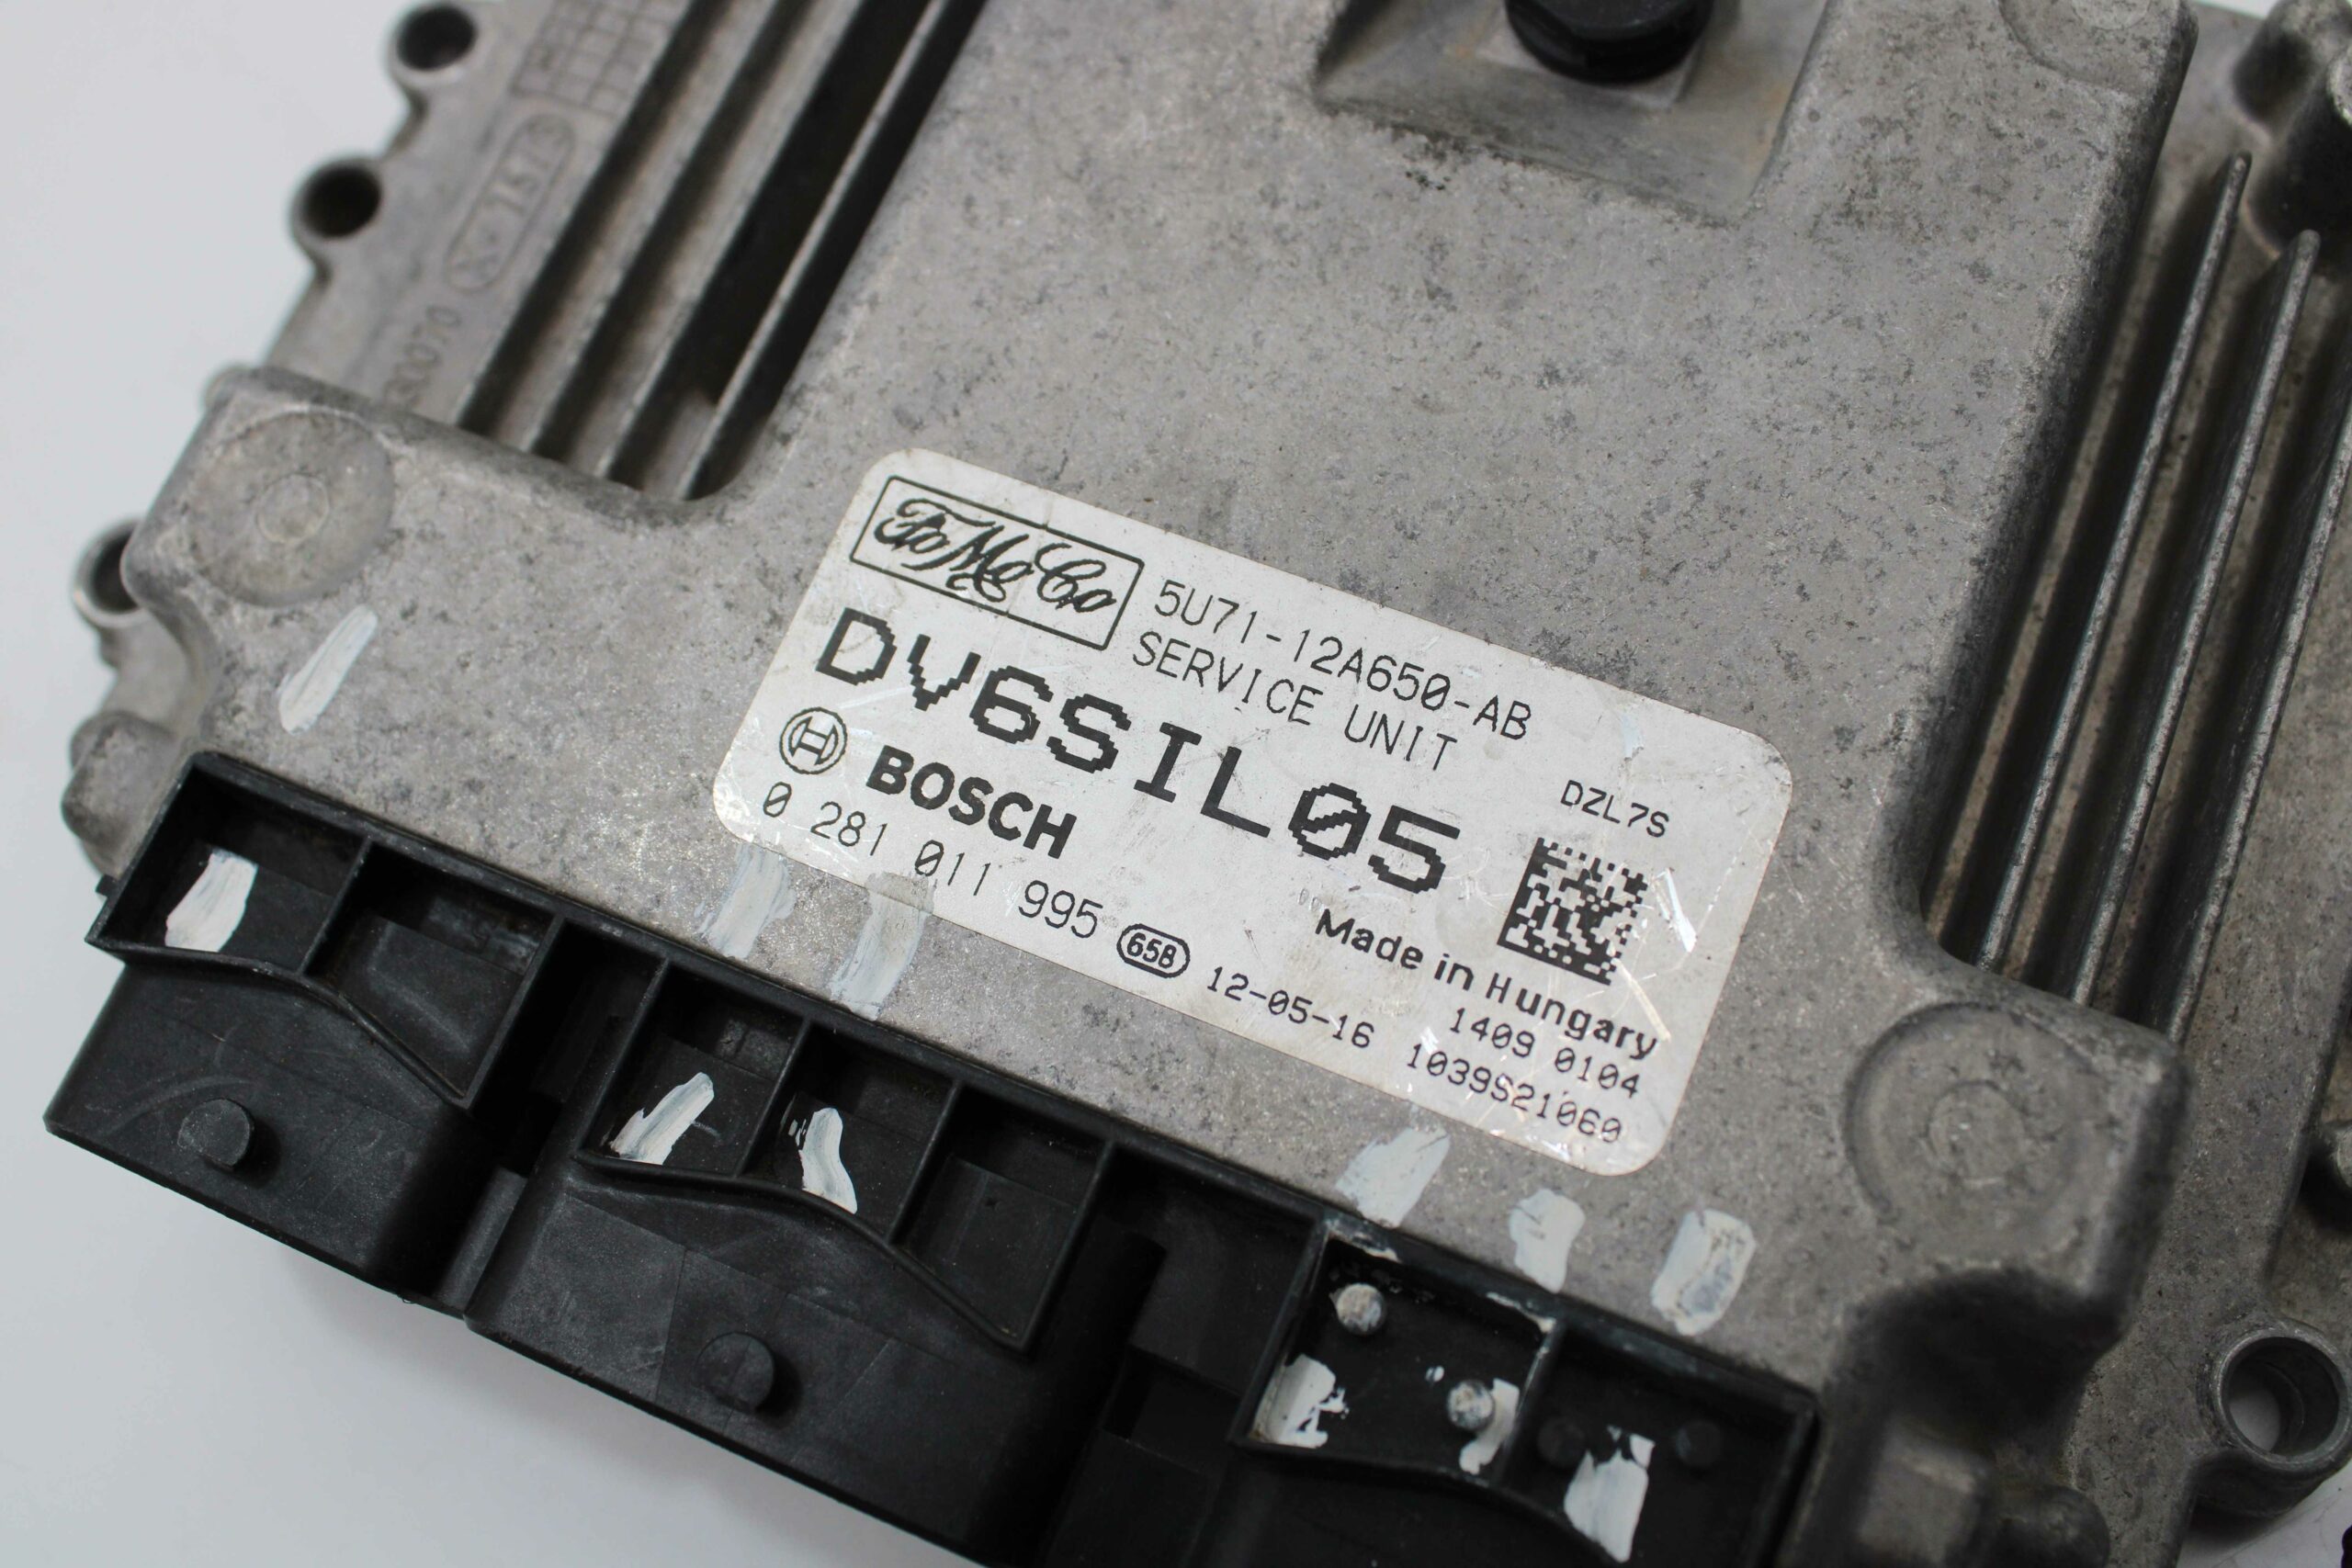 K-1573
FoMoCo
5U71-12A650-AB
SERVICE UNIT
DV6SIL05
DZL7S
BOSCH
0 281 011 995
658
12-05-16
Made in Hungary
1409 0104
1039S21060